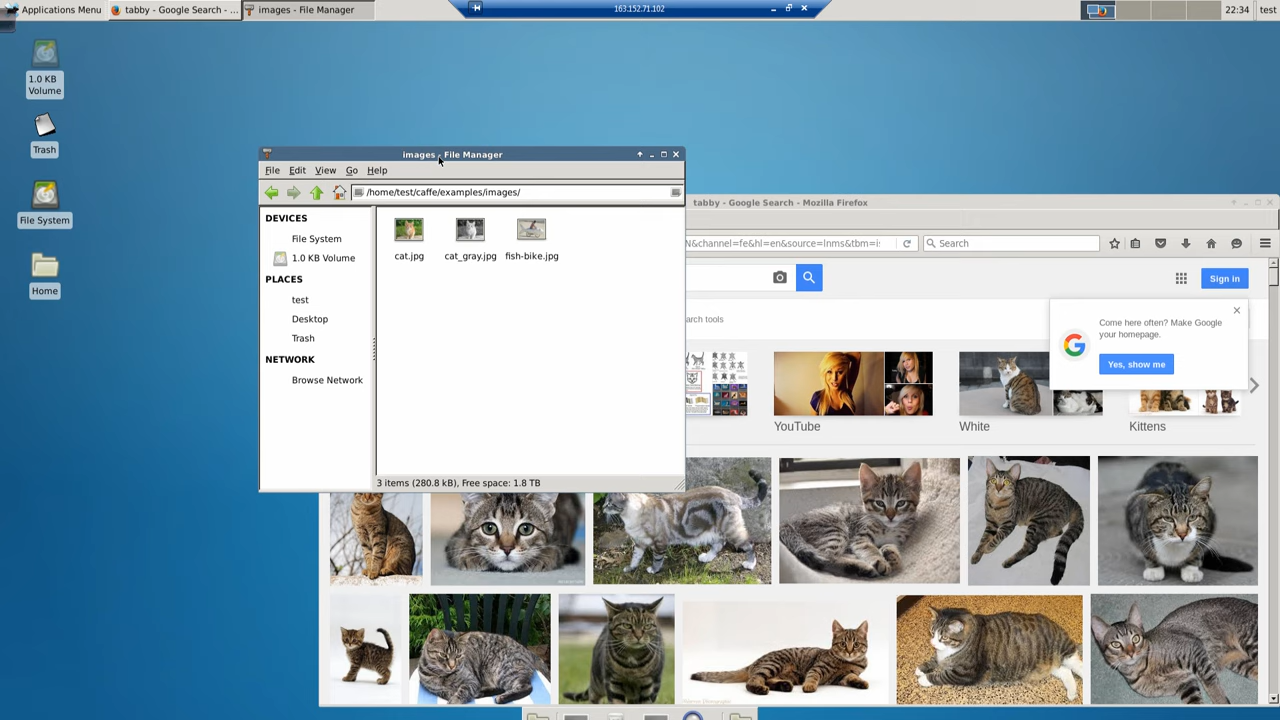 Applications Menu
tabby - Google Search - ...
images - File Manager
163.152.71.102
22:34
test
1.0 KB
Volume
Trash
File System
Home
images - File Manager
File Edit View Go Help
/home/test/caffe/examples/images/
DEVICES
File System
1.0 KB Volume
PLACES
test
Desktop
Trash
NETWORK
Browse Network
cat.jpg
cat_gray.jpg
fish-bike.jpg
3 items (280.8 kB), Free space: 1.8 TB
tabby - Google Search - Mozilla Firefox
N&channel=fe&hl=en&source=lnms&tbm=i
Search
Sign in
arch tools
Come here often? Make Google
your homepage.
Yes, show me
YouTube
White
Kittens